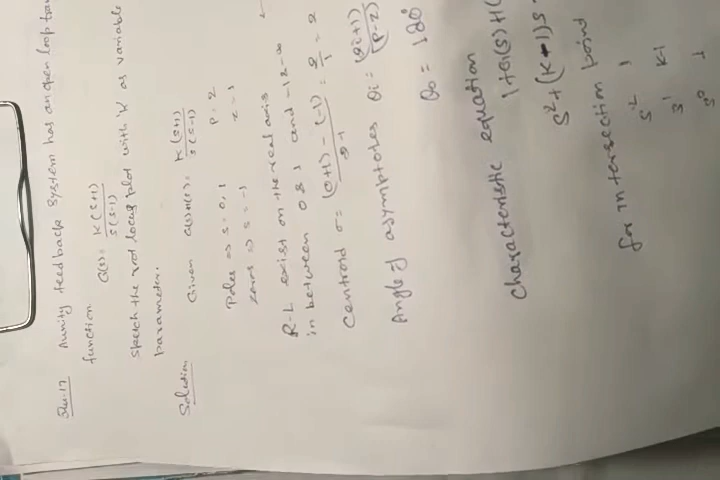 Que-17 A unity feedback system has an open loop
function G(s) = K(s+1) / s(s-1)
sketch the root locus plot with 'K' as variable
parameter.
Solution
Given G(s)H(s) = K(s+1) / s(s-1)
Poles => s = 0, 1 P = 2
zeros => s = -1 z = 1
R-L exist on the real axis
in between 0 & 1 and -1 & -∞
Centroid σ = (0+1) - (-1) / 2-1 = 2/1 = 2
Angle of asymptotes θi = (2i+1) / (P-Z)
θ0 = 180°
Characteristic equation
1+G(s)H(
s² + (K-1)s
for intersection point
s² 1
s¹ K-1
s⁰